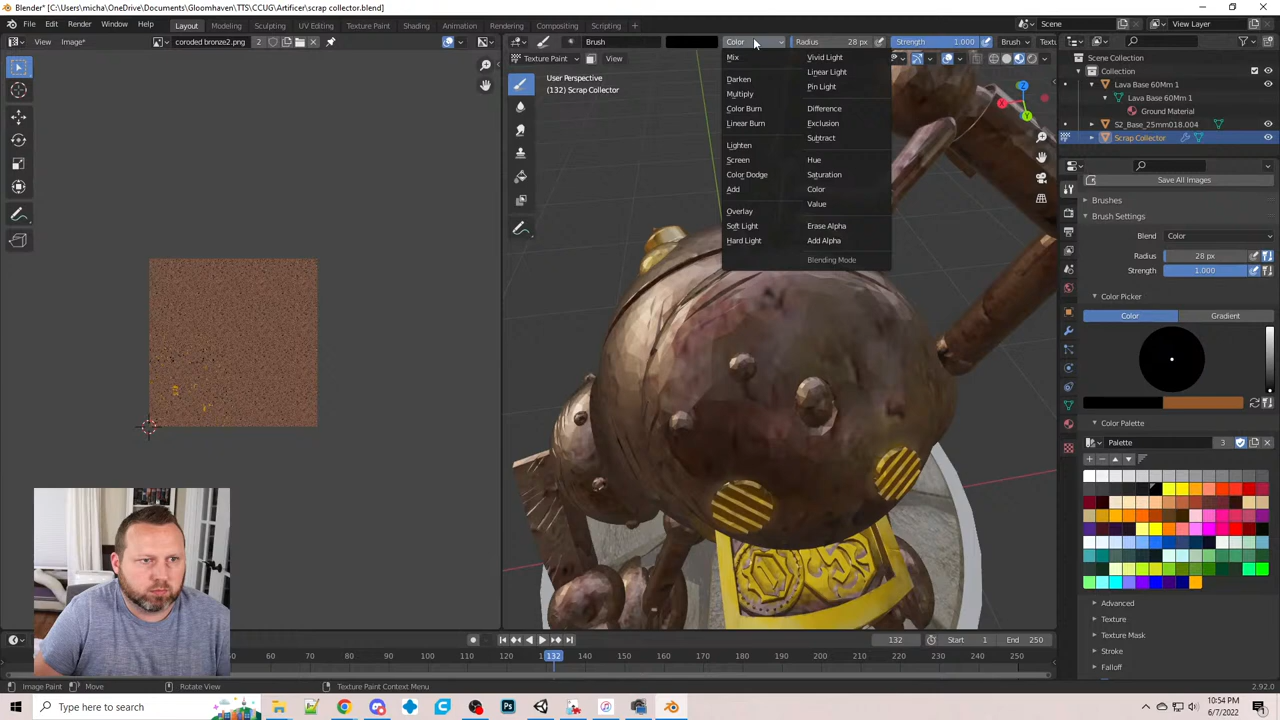 Blender* [C:\Users\micha\OneDrive\Documents\Gloomhaven\TTS\CCUG\Artificer\scrap collector.blend]
File Edit Render Window Help Layout Modeling Sculpting UV Editing Texture Paint Shading Animation Rendering Compositing Scripting + Scene View Layer
View Image* coroded bronze2.png 2 Brush Color Radius 28 px Strength 1.000 Brush
Texture Paint View
User Perspective
(132) Scrap Collector
Mix
Darken
Multiply
Color Burn
Linear Burn
Lighten
Screen
Color Dodge
Add
Overlay
Soft Light
Hard Light
Vivid Light
Linear Light
Pin Light
Difference
Exclusion
Subtract
Hue
Saturation
Color
Value
Erase Alpha
Add Alpha
Blending Mode
Scene Collection
Collection
Lava Base 60Mm 1
Lava Base 60Mm 1
Ground Material
S2_Base_25mm018.004
Scrap Collector
Save All Images
Brushes
Brush Settings
Blend Color
Radius 28 px
Strength 1.000
Color Picker
Color Gradient
Color Palette
Palette 3
Advanced
Texture
Texture Mask
Stroke
Falloff
132 Start 1 End 250
50 60 70 80 90 100 110 120 132 140 150 160 170 180 190 200 210 220 230 240 250
Image Paint Move Rotate View Texture Paint Context Menu 2.92.0
Type here to search
10:54 PM
6/7/2022